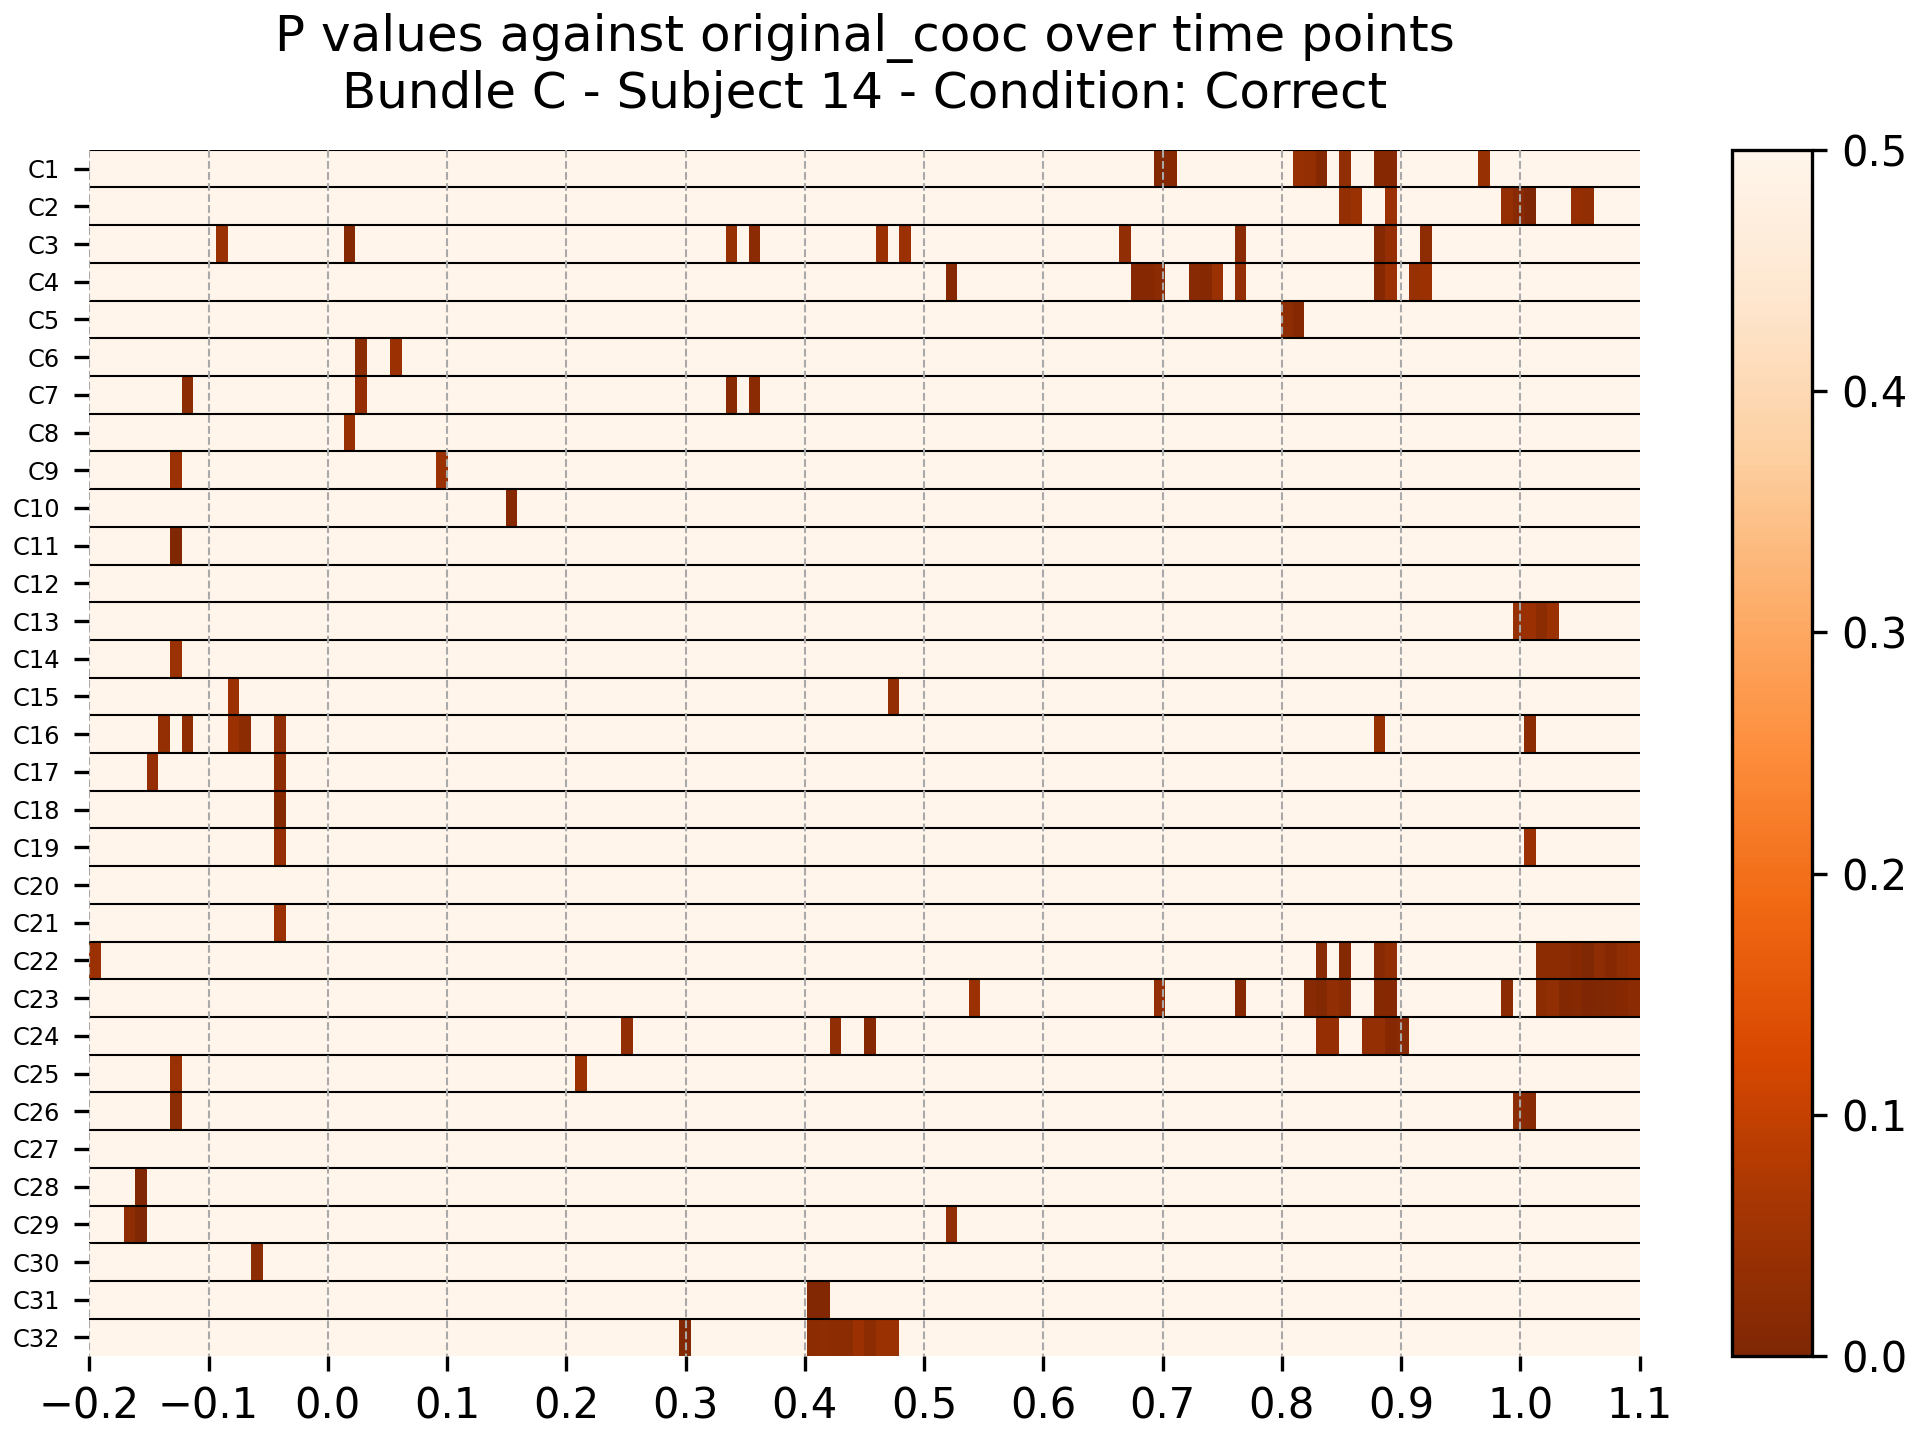 P values against original_cooc over time points
Bundle C - Subject 14 - Condition: Correct
C1
C2
C3
C4
C5
C6
C7
C8
C9
C10
C11
C12
C13
C14
C15
C16
C17
C18
C19
C20
C21
C22
C23
C24
C25
C26
C27
C28
C29
C30
C31
C32
−0.2 −0.1 0.0 0.1 0.2 0.3 0.4 0.5 0.6 0.7 0.8 0.9 1.0 1.1
0.5
0.4
0.3
0.2
0.1
0.0